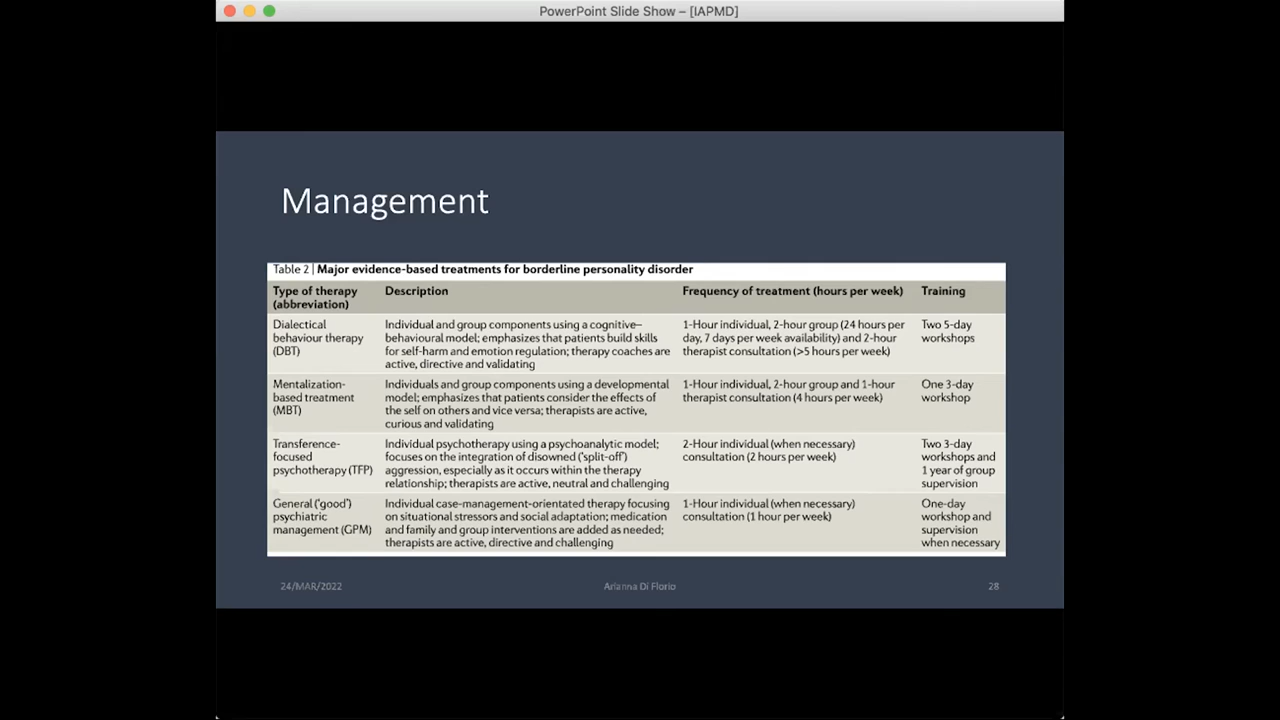 PowerPoint Slide Show – [IAPMD]
Management
Table 2 | Major evidence-based treatments for borderline personality disorder
Type of therapy (abbreviation)
Description
Frequency of treatment (hours per week)
Training
Dialectical
behaviour therapy
(DBT)
Individual and group components using a cognitive–
behavioural model; emphasizes that patients build skills
for self-harm and emotion regulation; therapy coaches are
active, directive and validating
1-Hour individual, 2-hour group (24 hours per
day, 7 days per week availability) and 2-hour
therapist consultation (>5 hours per week)
Two 5-day
workshops
Mentalization-
based treatment
(MBT)
Individuals and group components using a developmental
model; emphasizes that patients consider the effects of
the self on others and vice versa; therapists are active,
curious and validating
1-Hour individual, 2-hour group and 1-hour
therapist consultation (4 hours per week)
One 3-day
workshop
Transference-
focused
psychotherapy (TFP)
Individual psychotherapy using a psychoanalytic model;
focuses on the integration of disowned ('split-off')
aggression, especially as it occurs within the therapy
relationship; therapists are active, neutral and challenging
2-Hour individual (when necessary)
consultation (2 hours per week)
Two 3-day
workshops and
1 year of group
supervision
General ('good')
psychiatric
management (GPM)
Individual case-management-orientated therapy focusing
on situational stressors and social adaptation; medication
and family and group interventions are added as needed;
therapists are active, directive and challenging
1-Hour individual (when necessary)
consultation (1 hour per week)
One-day
workshop and
supervision
when necessary
24/MAR/2022
Arianna Di Florio
28